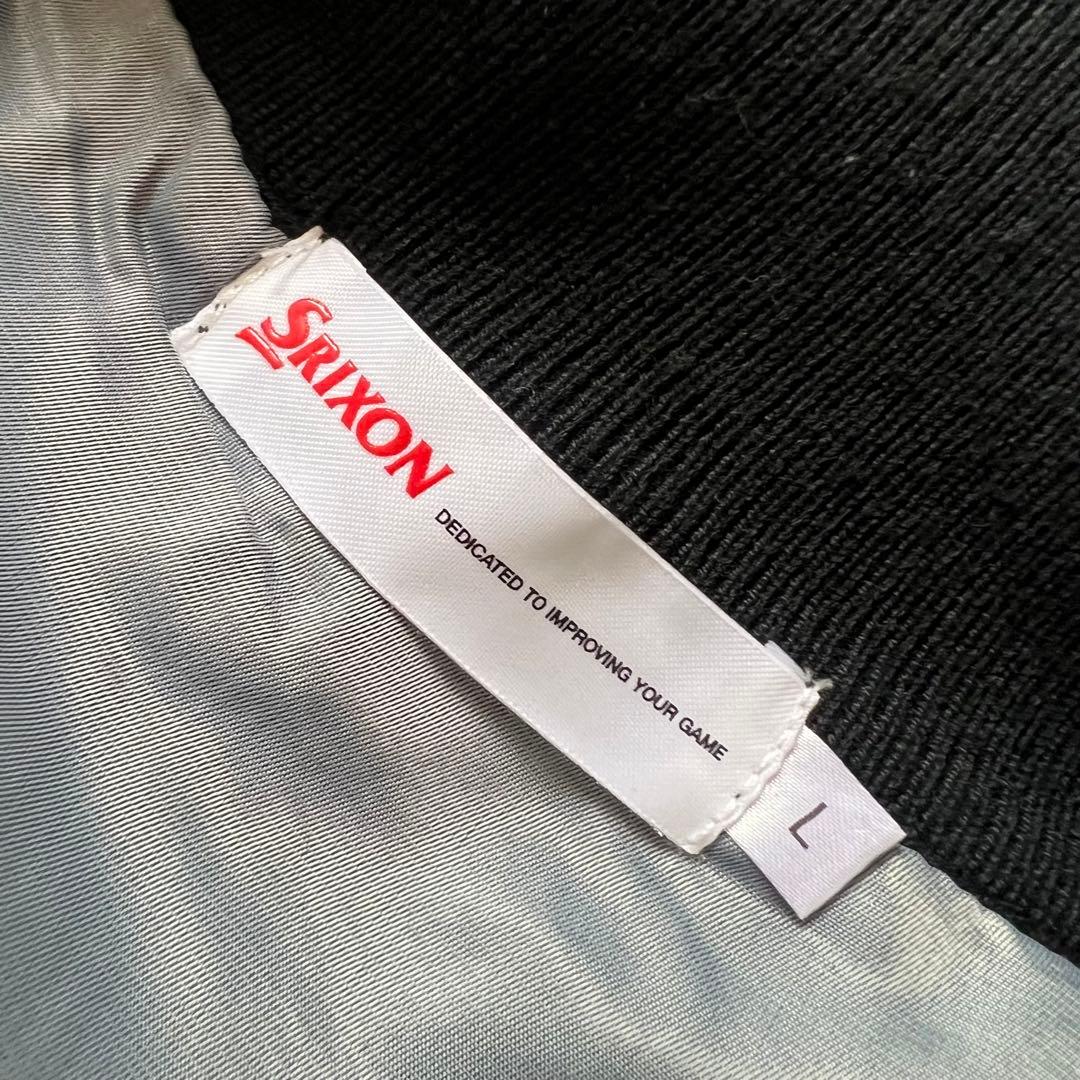 SRIXON
DEDICATED TO IMPROVING YOUR GAME
L